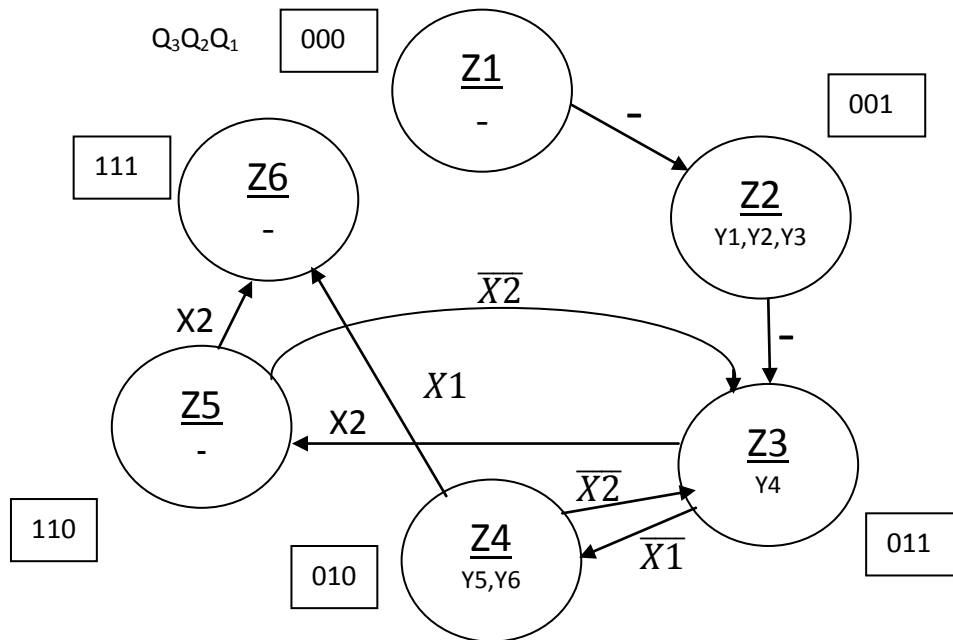 Q₃Q₂Q₁
000
Z1
-
-
001
111
Z6
-
Z2
Y1,Y2,Y3
-
X̅2̅
X2
X1
Z5
-
X2
Z3
Y4
X̅2̅
X̅1̅
Z4
Y5,Y6
110
010
011